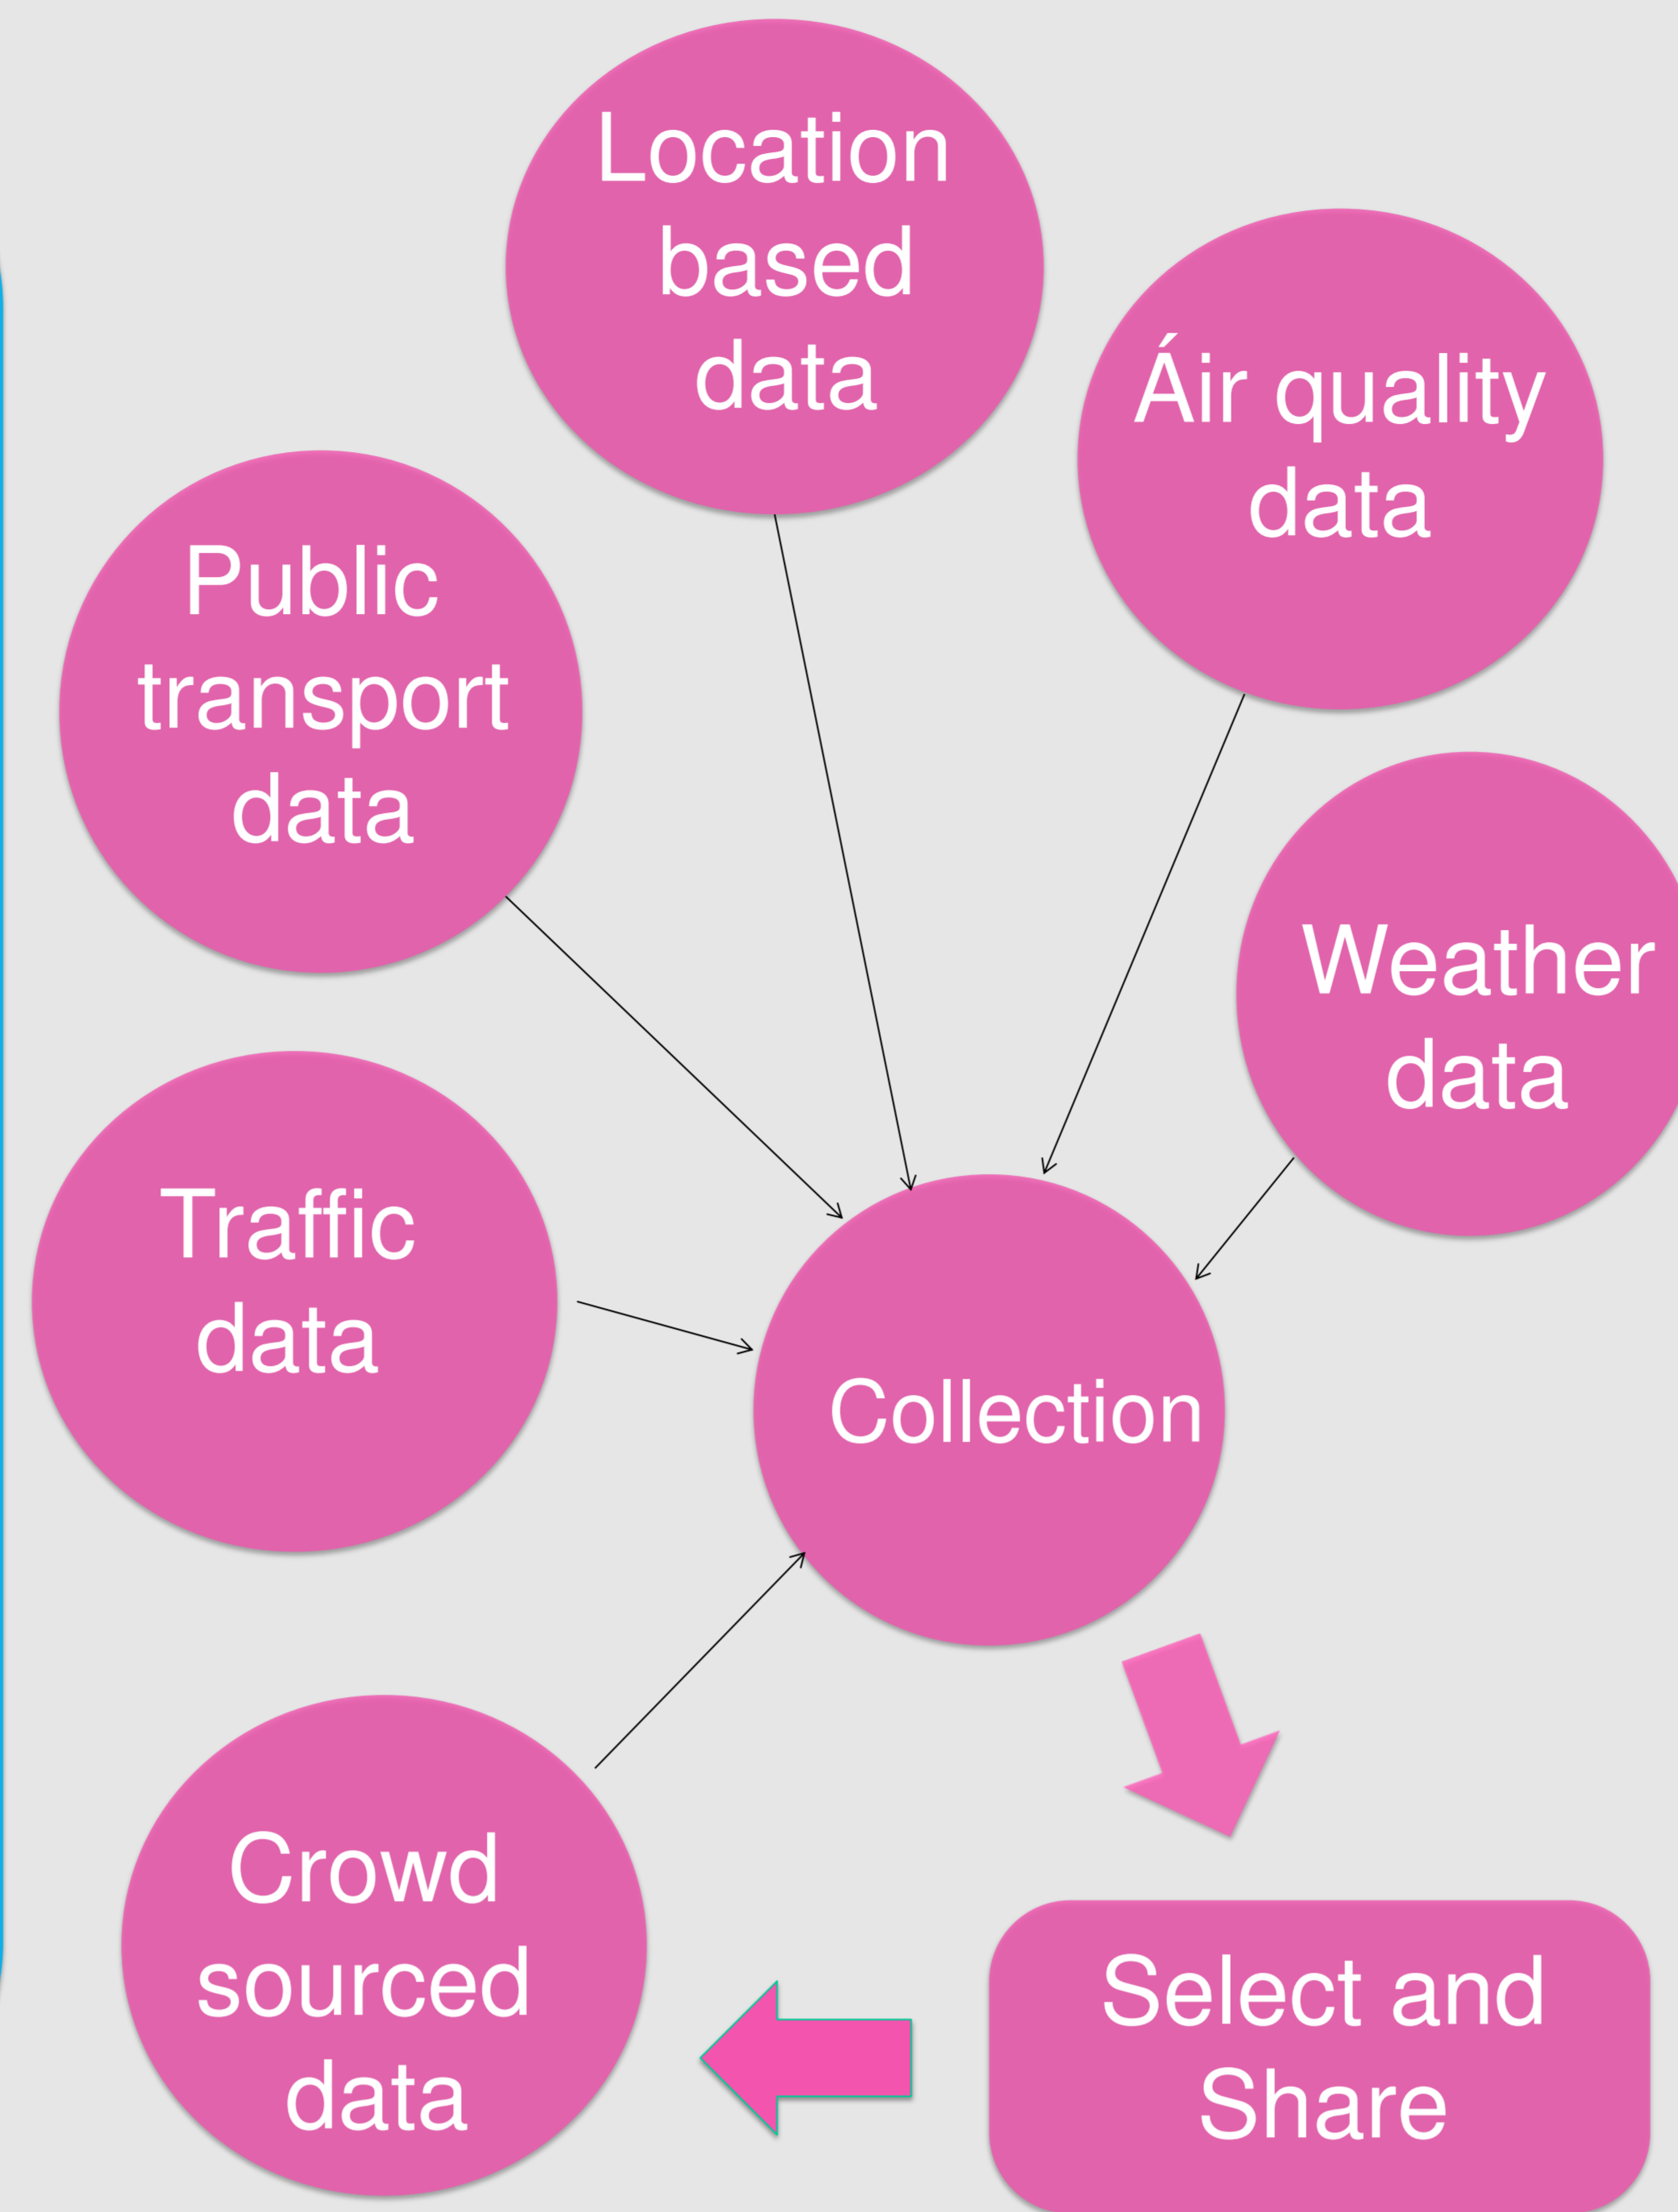 Location
based
data
Áir quality
data
Public
transport
data
Weather
data
Traffic
data
Collection
Crowd
sourced
data
Select and
Share